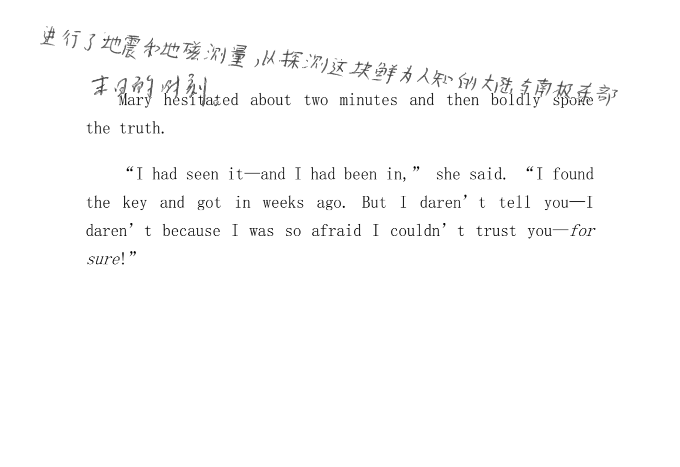 进行了地震和地磁测量，以探测这块鲜为人知的大陆与南极东部
的时刻。
Mary hesitated about two minutes and then boldly spoke
the truth.
“I had seen it—and I had been in,” she said. “I found
the key and got in weeks ago. But I daren’t tell you—I
daren’t because I was so afraid I couldn’t trust you—for
sure!”